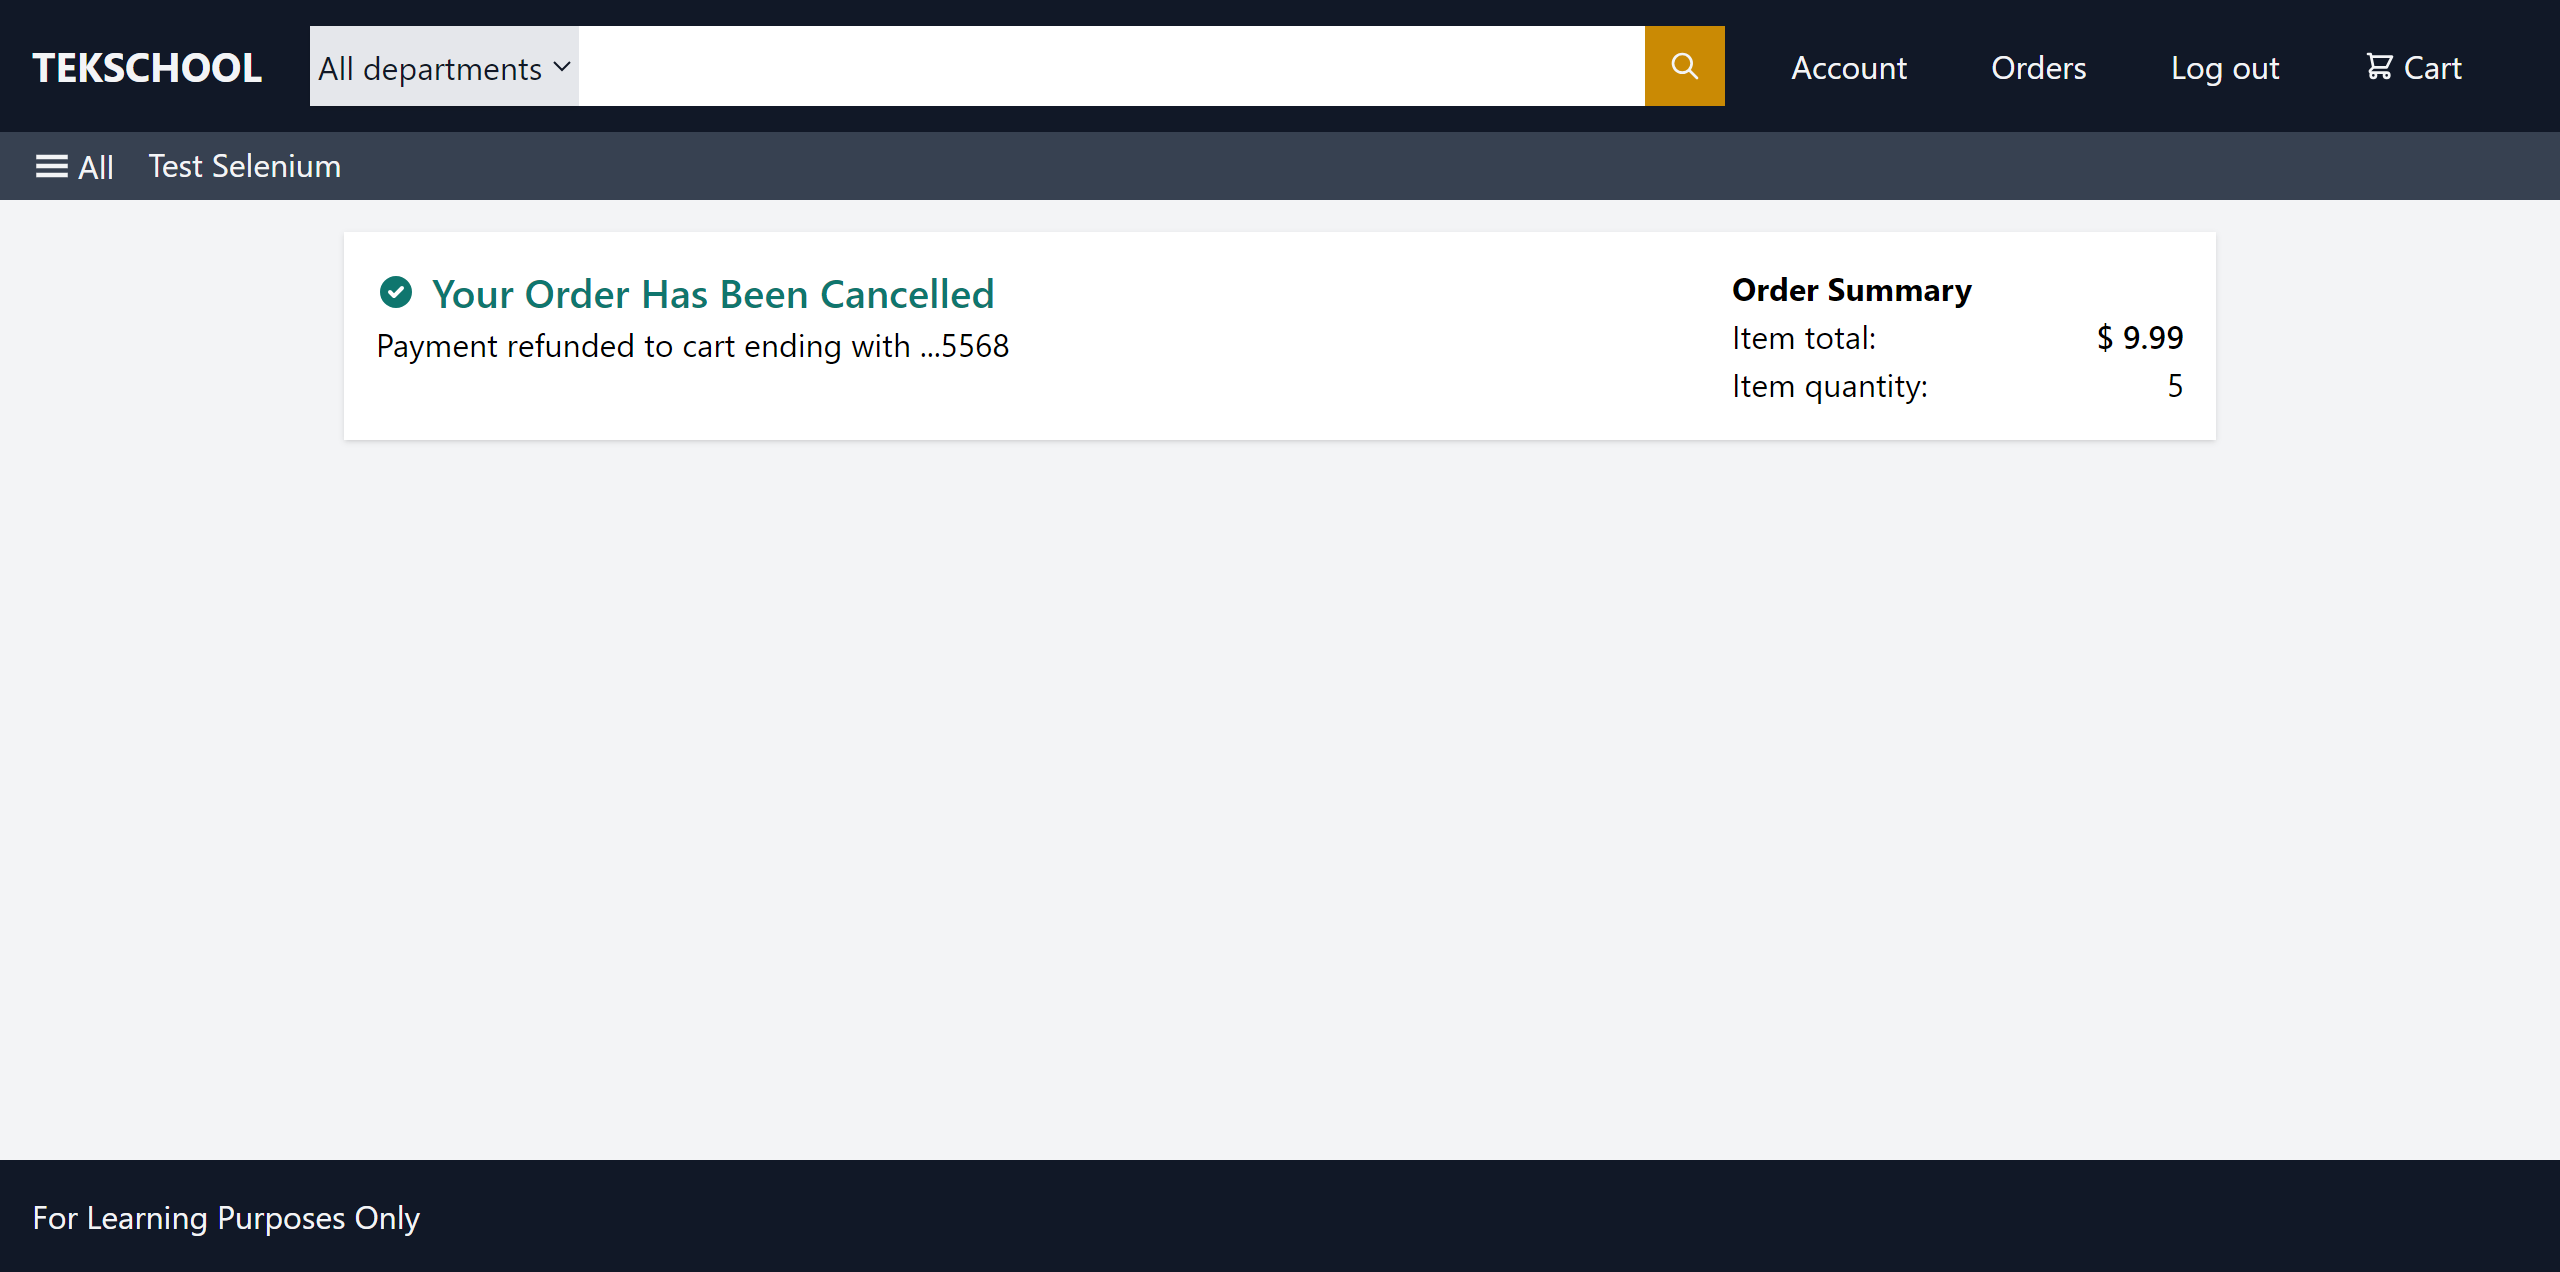 TEKSCHOOL
All departments
Account
Orders
Log out
Cart
All
Test Selenium
Your Order Has Been Cancelled
Payment refunded to cart ending with ...5568
Order Summary
Item total: $ 9.99
Item quantity: 5
For Learning Purposes Only